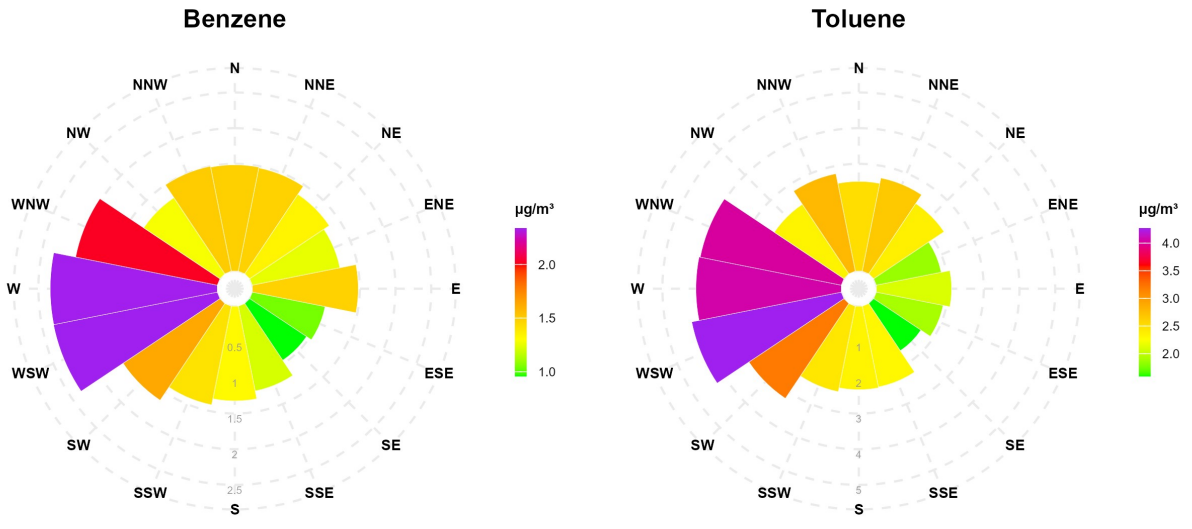 Benzene
N
NNE
NE
ENE
E
ESE
SE
SSE
S
SSW
SW
WSW
W
WNW
NW
NNW
0.5
1
1.5
2
2.5
µg/m³
2.0
1.5
1.0
Toluene
N
NNE
NE
ENE
E
ESE
SE
SSE
S
SSW
SW
WSW
W
WNW
NW
NNW
1
2
3
4
5
µg/m³
4.0
3.5
3.0
2.5
2.0